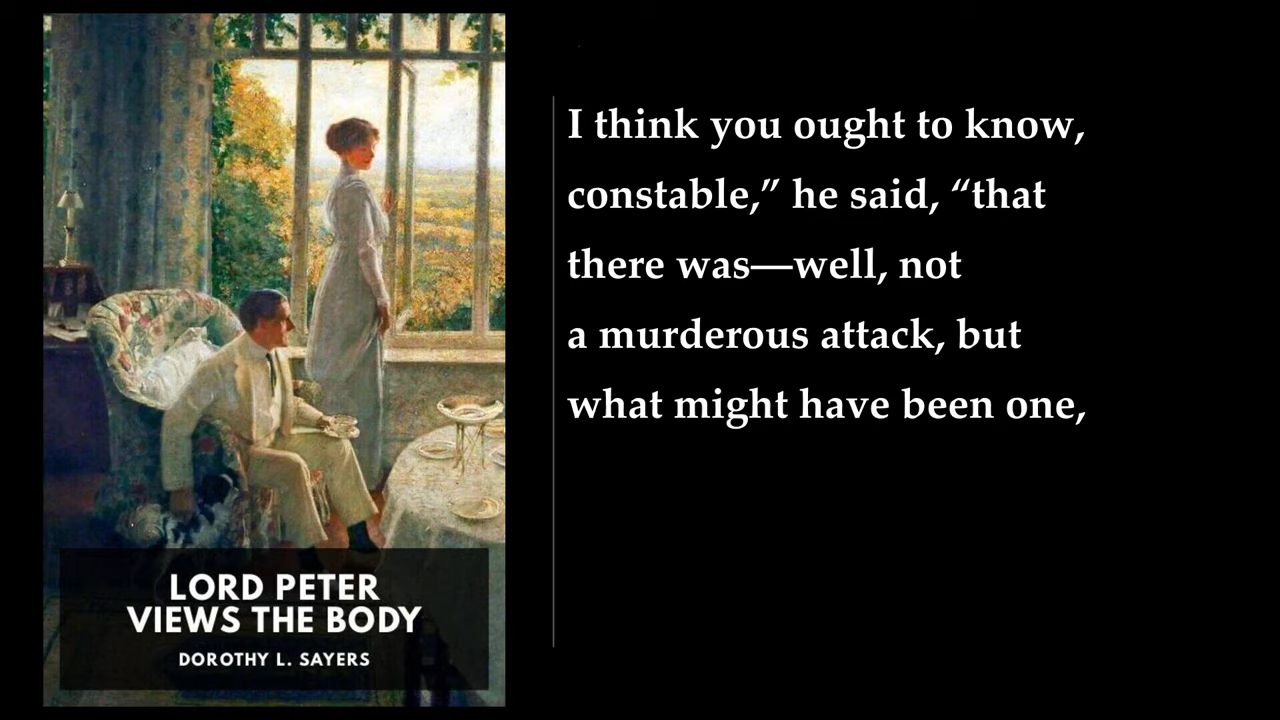 LORD PETER
VIEWS THE BODY
DOROTHY L. SAYERS
I think you ought to know,
constable,” he said, “that
there was—well, not
a murderous attack, but
what might have been one,